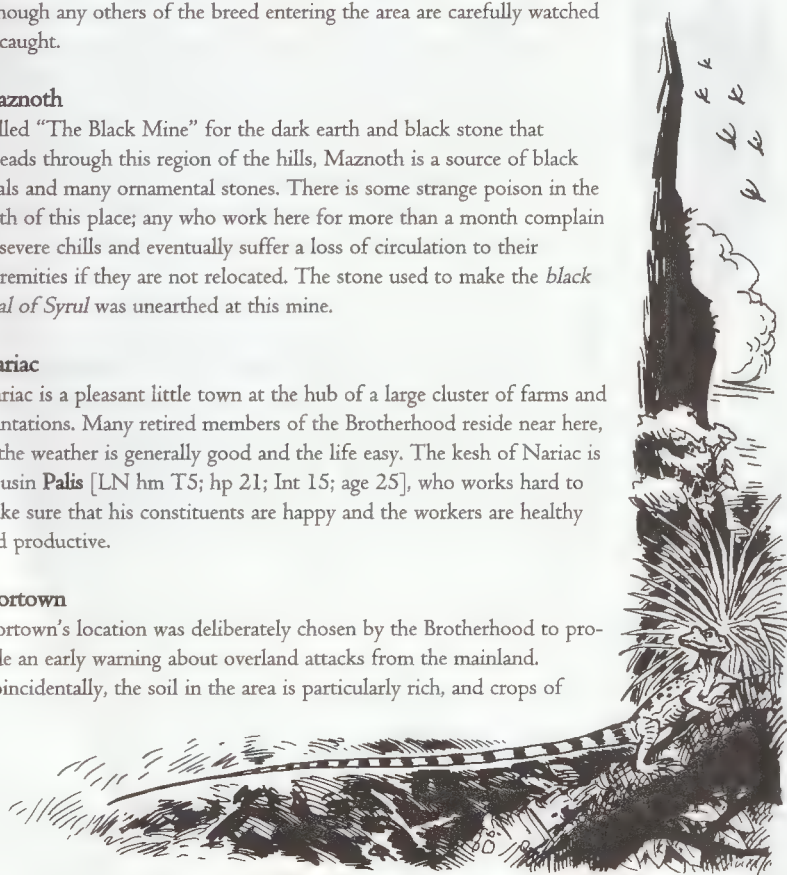 nough any others of the breed entering the area are carefully watched
caught.
aznoth
lled “The Black Mine” for the dark earth and black stone that
eads through this region of the hills, Maznoth is a source of black
als and many ornamental stones. There is some strange poison in the
th of this place; any who work here for more than a month complain
severe chills and eventually suffer a loss of circulation to their
remities if they are not relocated. The stone used to make the black
al of Syrul was unearthed at this mine.
ariac
riac is a pleasant little town at the hub of a large cluster of farms and
ntations. Many retired members of the Brotherhood reside near here,
the weather is generally good and the life easy. The kesh of Nariac is
usin Palis [LN hm T5; hp 21; Int 15; age 25], who works hard to
ke sure that his constituents are happy and the workers are healthy
d productive.
ortown
ortown's location was deliberately chosen by the Brotherhood to pro-
le an early warning about overland attacks from the mainland.
oincidentally, the soil in the area is particularly rich, and crops of